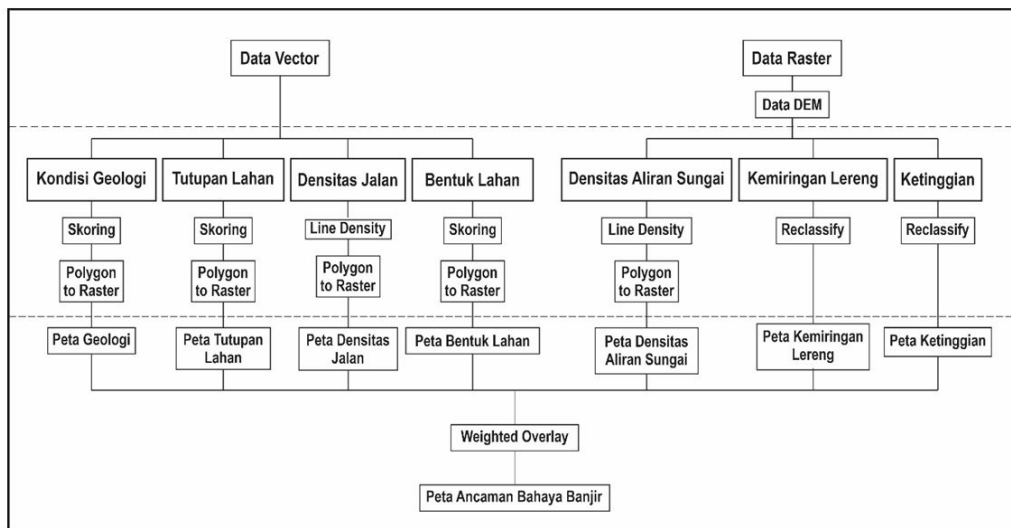 Data Vector
Data Raster
Data DEM
Kondisi Geologi
Tutupan Lahan
Densitas Jalan
Bentuk Lahan
Densitas Aliran Sungai
Kemiringan Lereng
Ketinggian
Skoring
Skoring
Line Density
Skoring
Line Density
Reclassify
Reclassify
Polygon
to Raster
Polygon
to Raster
Polygon
to Raster
Polygon
to Raster
Polygon
to Raster
Peta Geologi
Peta Tutupan
Lahan
Peta Densitas
Jalan
Peta Bentuk Lahan
Peta Densitas
Aliran Sungai
Peta Kemiringan
Lereng
Peta Ketinggian
Weighted Overlay
Peta Ancaman Bahaya Banjir